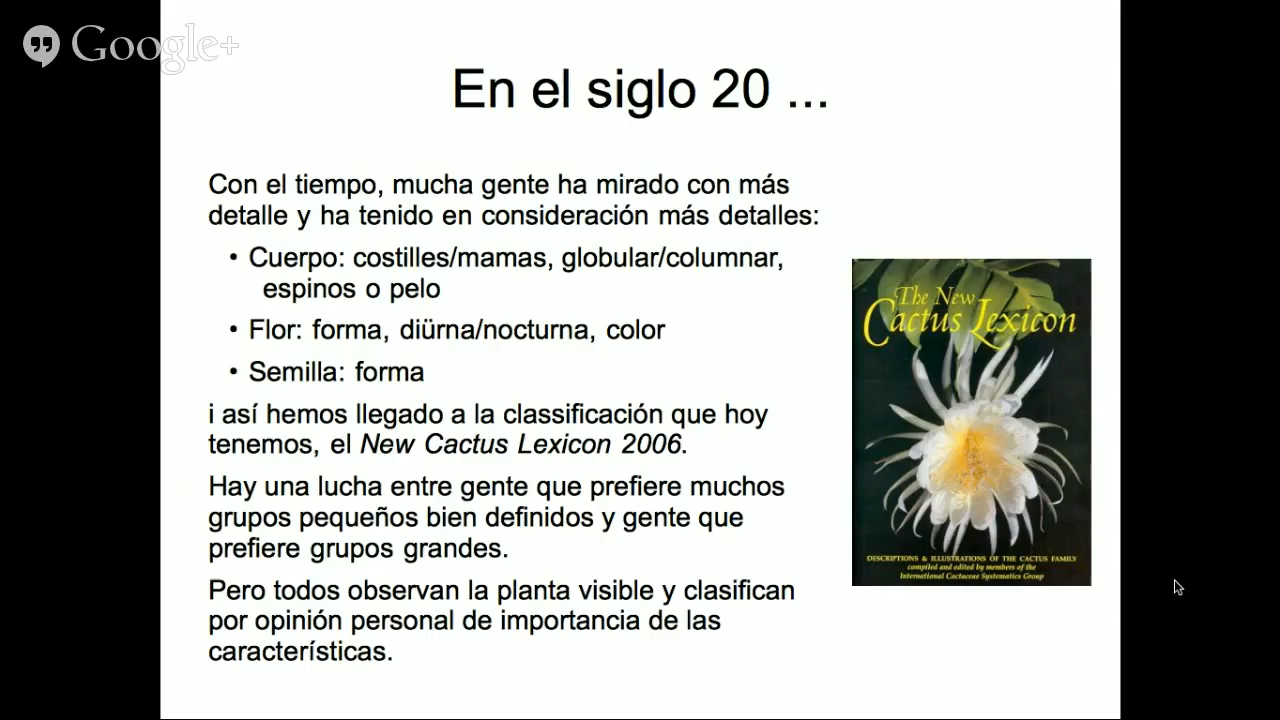 Google+
En el siglo 20 ...
Con el tiempo, mucha gente ha mirado con más
detalle y ha tenido en consideración más detalles:
• Cuerpo: costilles/mamas, globular/columnar,
espinos o pelo
• Flor: forma, diürna/nocturna, color
• Semilla: forma
i así hemos llegado a la classificación que hoy
tenemos, el New Cactus Lexicon 2006.
Hay una lucha entre gente que prefiere muchos
grupos pequeños bien definidos y gente que
prefiere grupos grandes.
Pero todos observan la planta visible y clasifican
por opinión personal de importancia de las
características.
The New
Cactus Lexicon
DESCRIPTIONS & ILLUSTRATIONS OF THE CACTUS FAMILY
compiled and edited by members of the
International Cactaceae Systematics Group